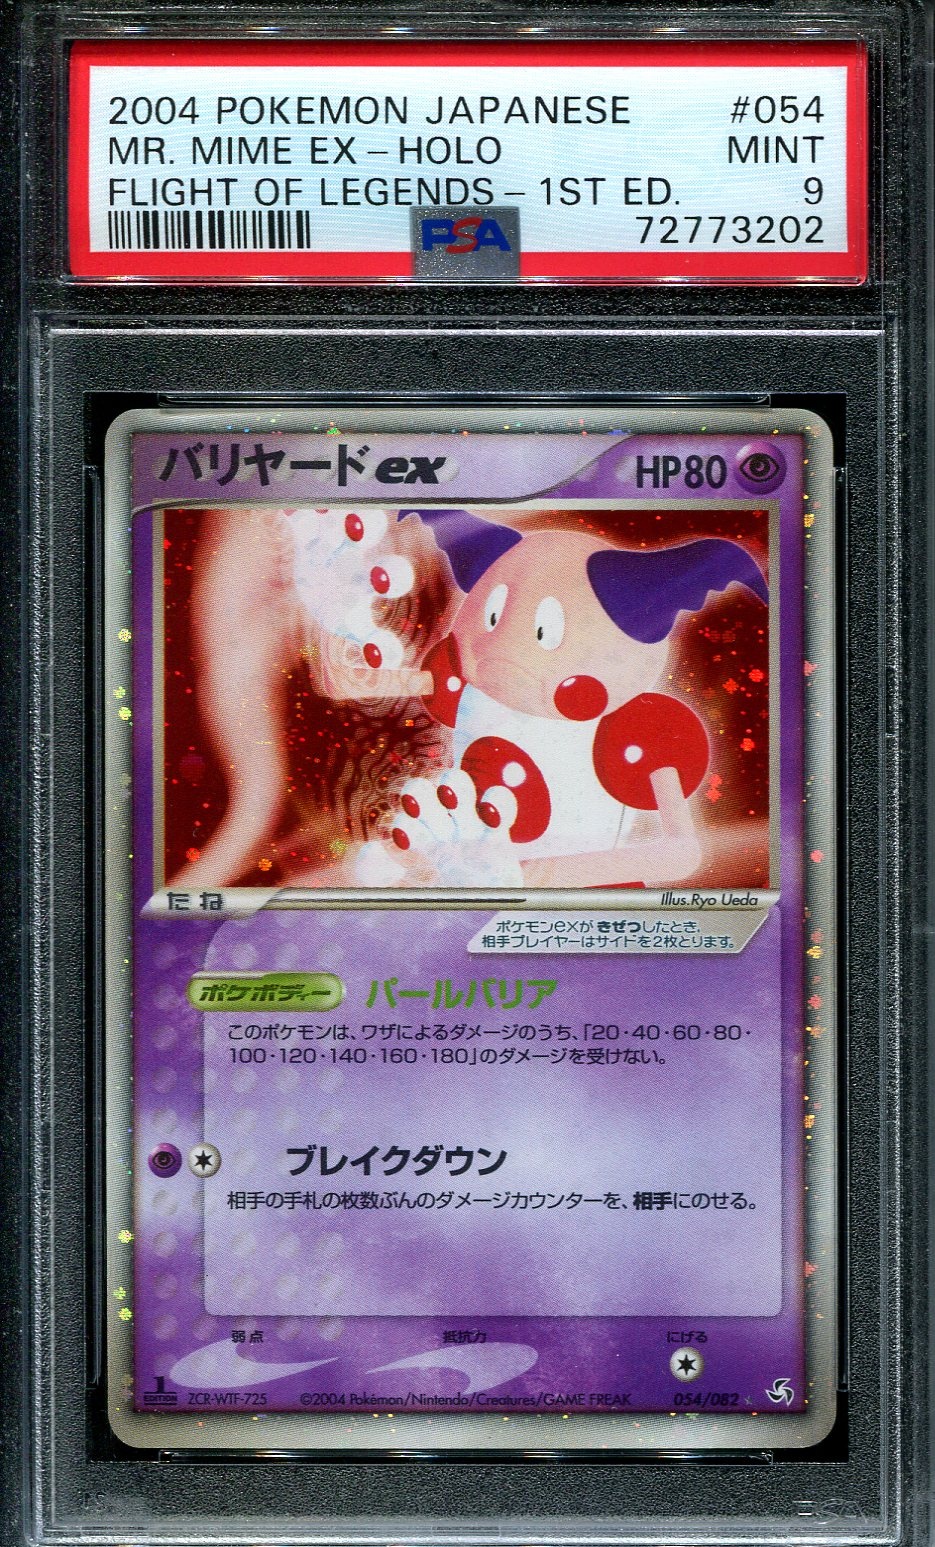 2004 POKEMON JAPANESE #054
MR. MIME EX - HOLO MINT
FLIGHT OF LEGENDS - 1ST ED. 9
PSA
72773202
バリヤードex HP80
たね
Illus.Ryo Ueda
ポケモンexが きぜつしたとき、
相手プレイヤーはサイドを2枚とります。
ポケボディー パールバリア
このポケモンは、ワザによるダメージのうち、「20・40・60・80・
100・120・140・160・180」のダメージを受けない。
ブレイクダウン
相手の手札の枚数ぶんのダメージカウンターを、相手にのせる。
弱点 抵抗力 にげる
1 EDITION ZCR-WTF-725 ©2004 Pokémon/Nintendo/Creatures/GAME FREAK 054/082
PSA